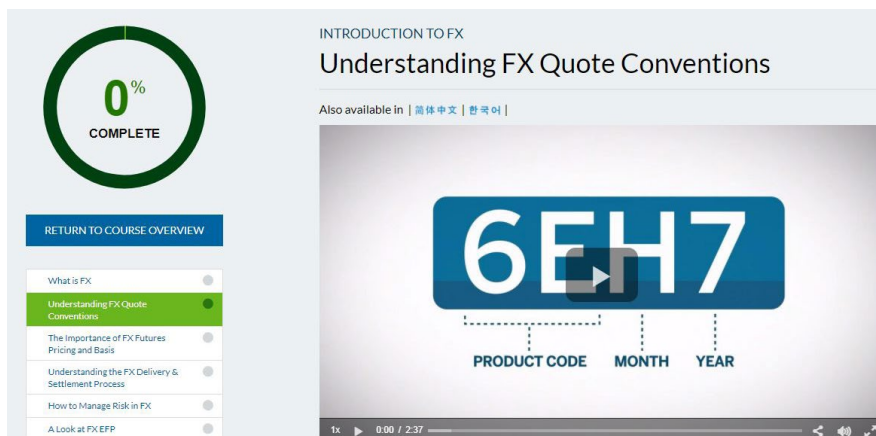 0%
COMPLETE
RETURN TO COURSE OVERVIEW
What is FX
Understanding FX Quote
Conventions
The Importance of FX Futures
Pricing and Basis
Understanding the FX Delivery &
Settlement Process
How to Manage Risk in FX
A Look at FX EFP
INTRODUCTION TO FX
Understanding FX Quote Conventions
Also available in | 简体中文 | 한국어 |
6EH7
PRODUCT CODE MONTH YEAR
1x 0:00 / 2:37